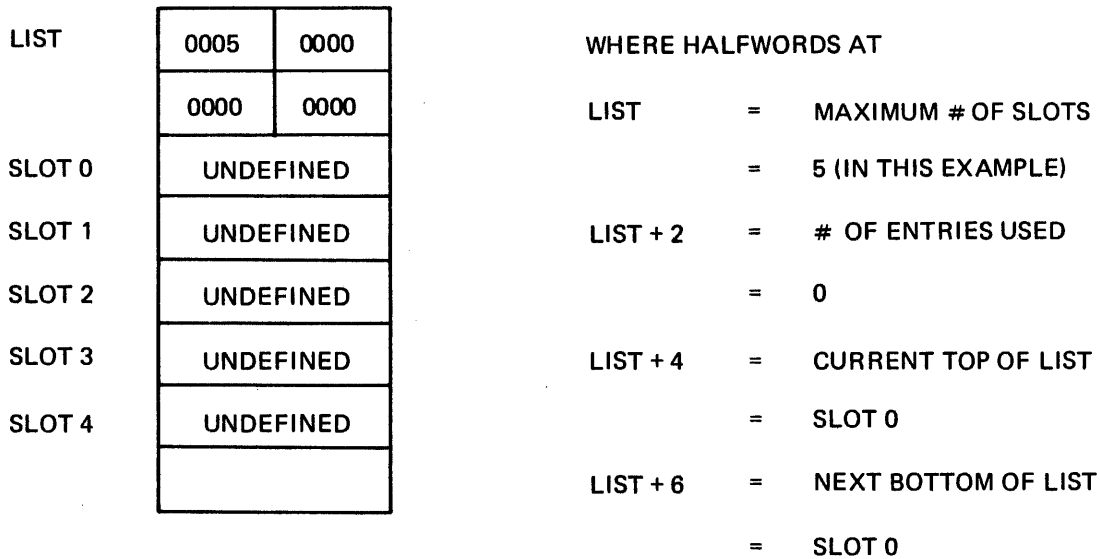 LIST 0005 0000
0000 0000
SLOT 0 UNDEFINED
SLOT 1 UNDEFINED
SLOT 2 UNDEFINED
SLOT 3 UNDEFINED
SLOT 4 UNDEFINED
WHERE HALFWORDS AT
LIST = MAXIMUM # OF SLOTS
= 5 (IN THIS EXAMPLE)
LIST + 2 = # OF ENTRIES USED
= 0
LIST + 4 = CURRENT TOP OF LIST
= SLOT 0
LIST + 6 = NEXT BOTTOM OF LIST
= SLOT 0